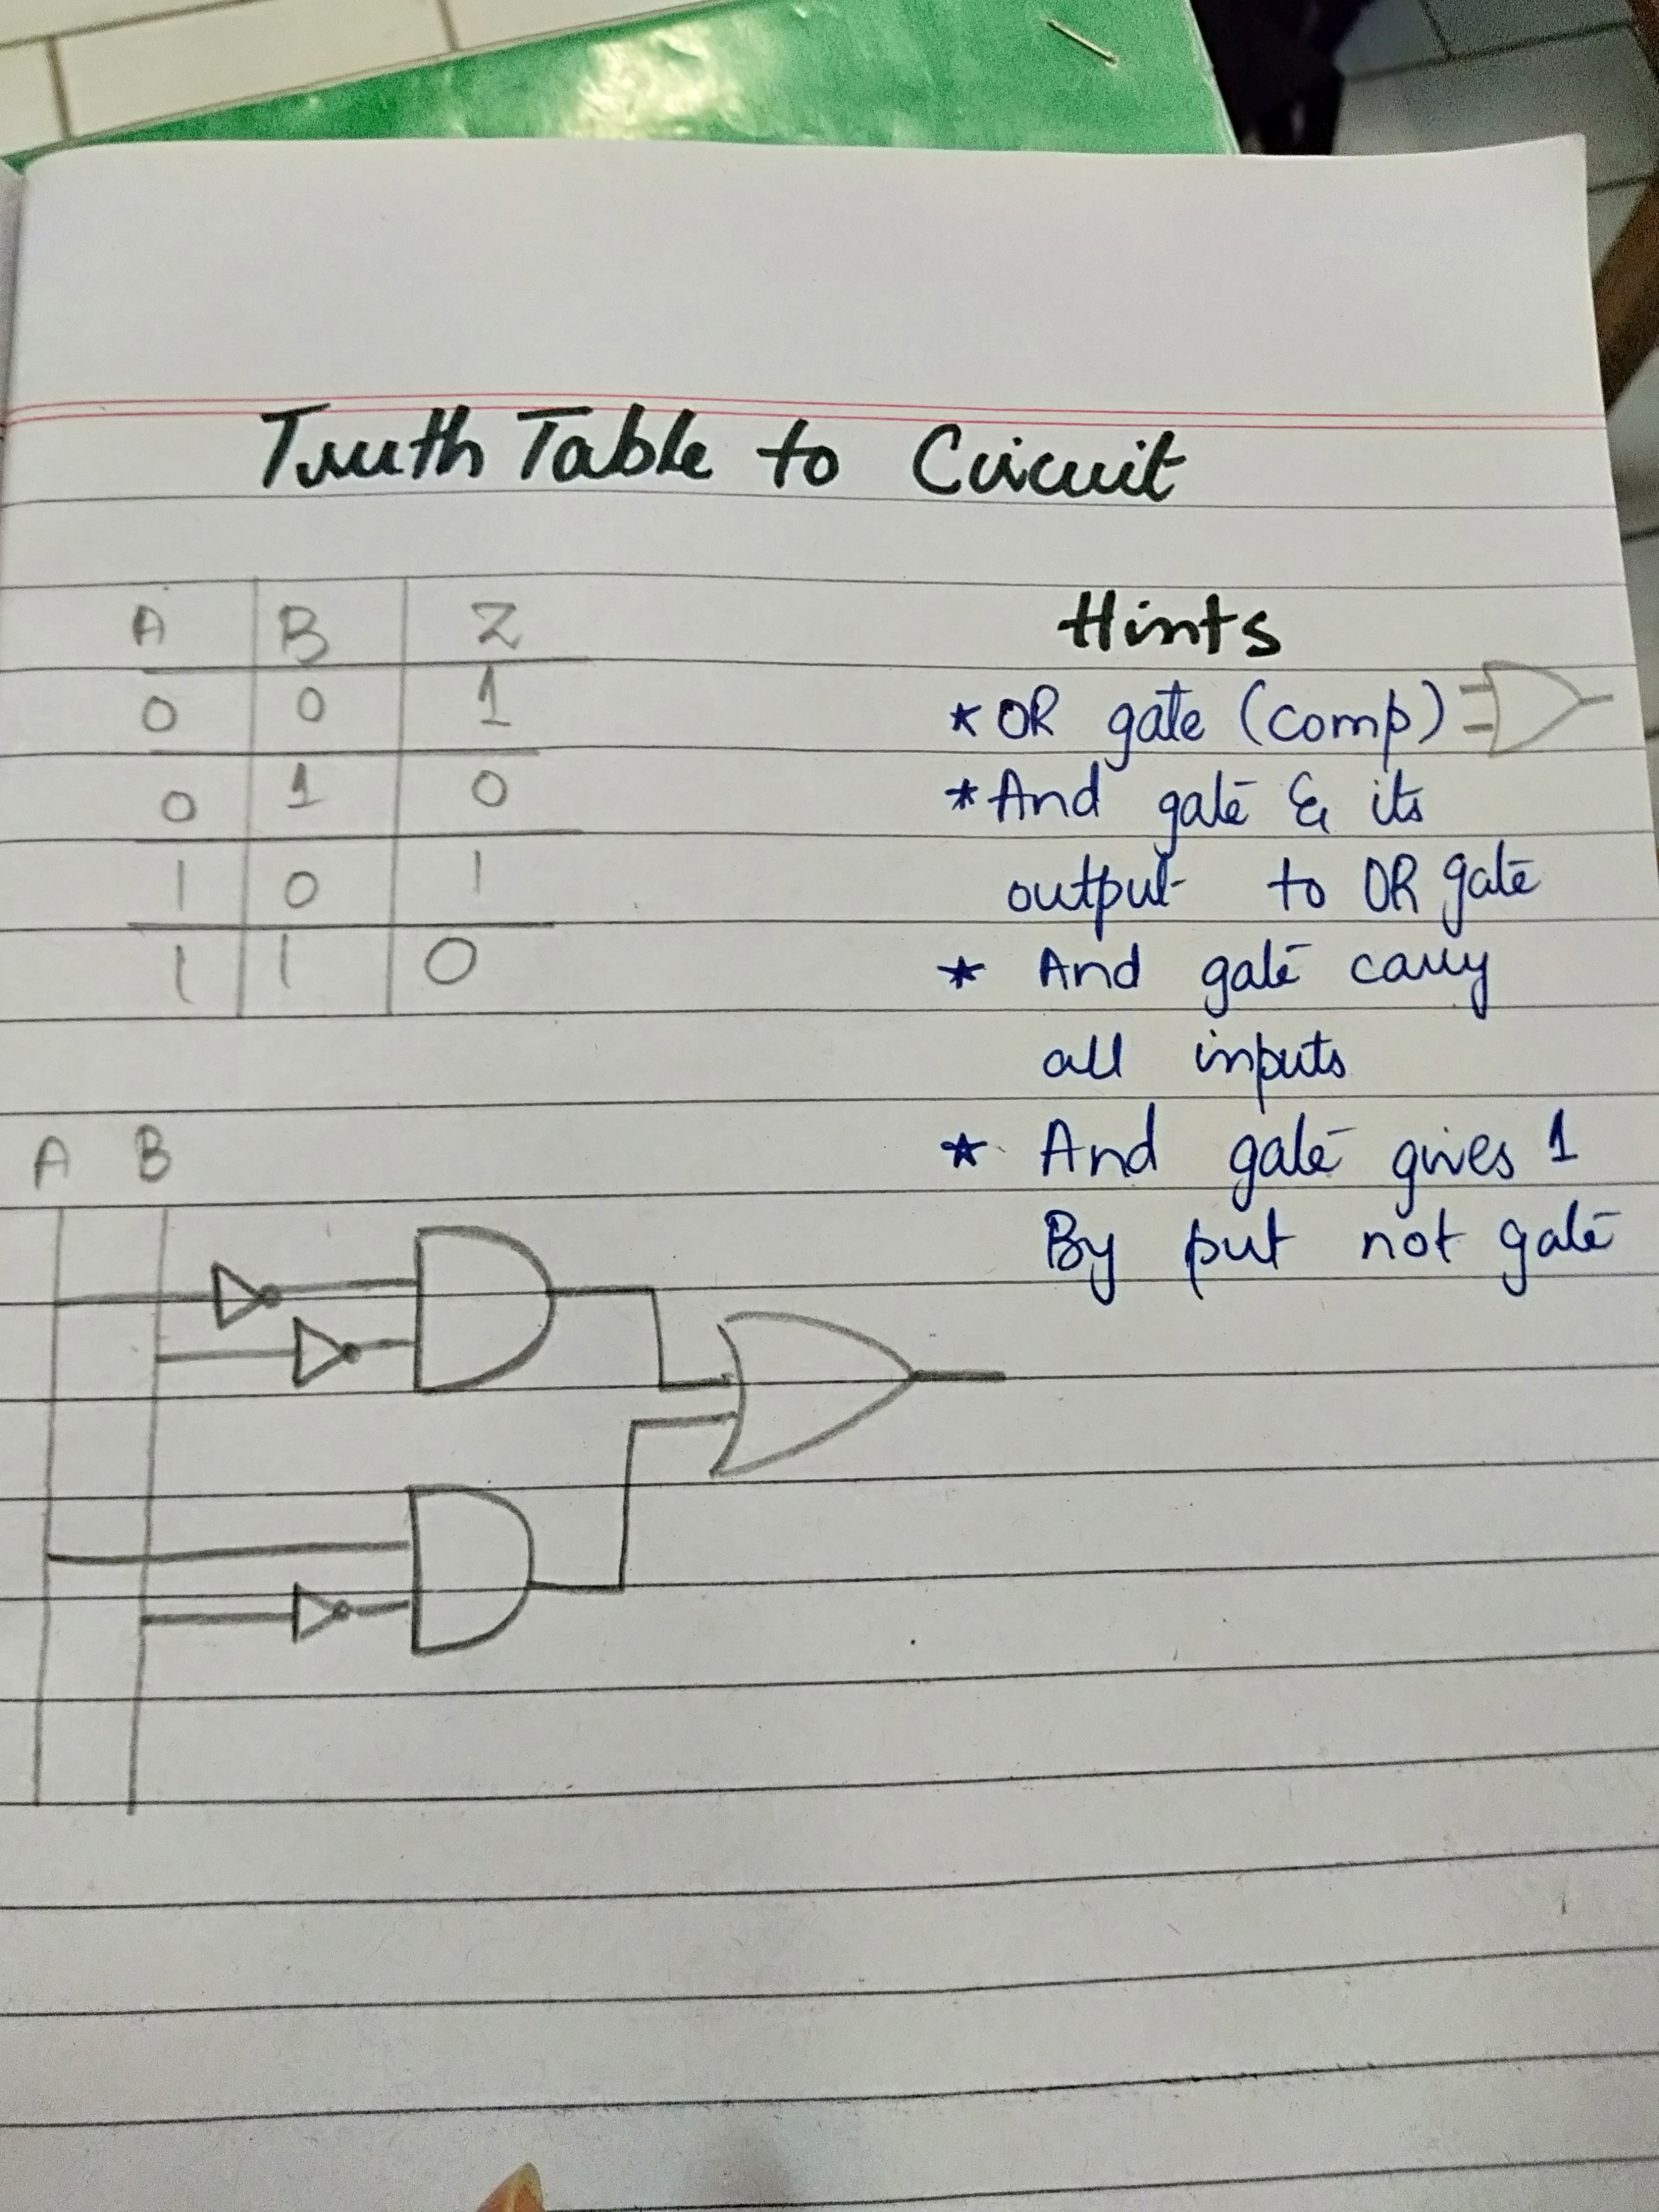 Truth Table to Circuit
A B Z
0 0 1
0 1 0
1 0 1
1 1 0
Hints
* OR gate (comp)
* And gate & its
output to OR gate
* And gate carry
all inputs
* And gate gives 1
By put not gate
A B